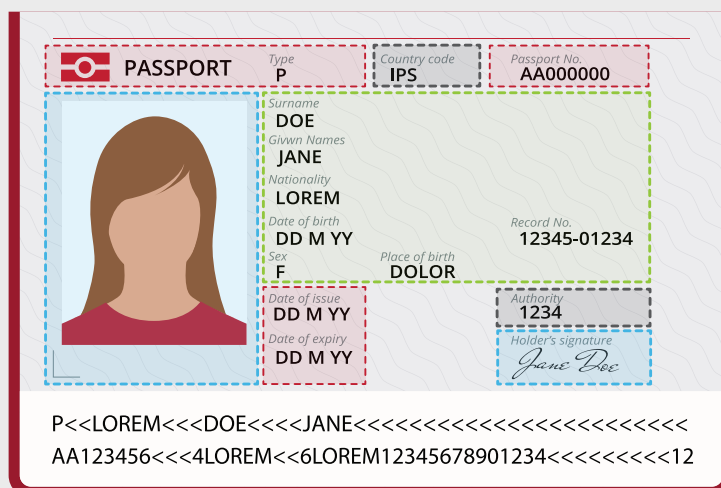 PASSPORT
Type
P
Country code
IPS
Passport No.
AA000000
Surname
DOE
Givwn Names
JANE
Nationality
LOREM
Date of birth
DD M YY
Record No.
12345-01234
Sex
F
Place of birth
DOLOR
Date of issue
DD M YY
Authority
1234
Date of expiry
DD M YY
Holder's signature
Jane Doe
P<<LOREM<<<DOE<<<<JANE<<<<<<<<<<<<<<<<<<<<<<<<<
AA123456<<<4LOREM<<6LOREM12345678901234<<<<<<<<<12